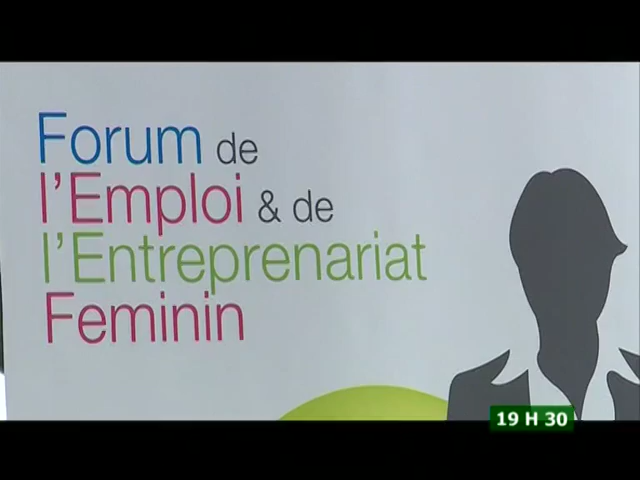 Forum de
l'Emploi & de
l'Entreprenariat
Feminin
19 H 30